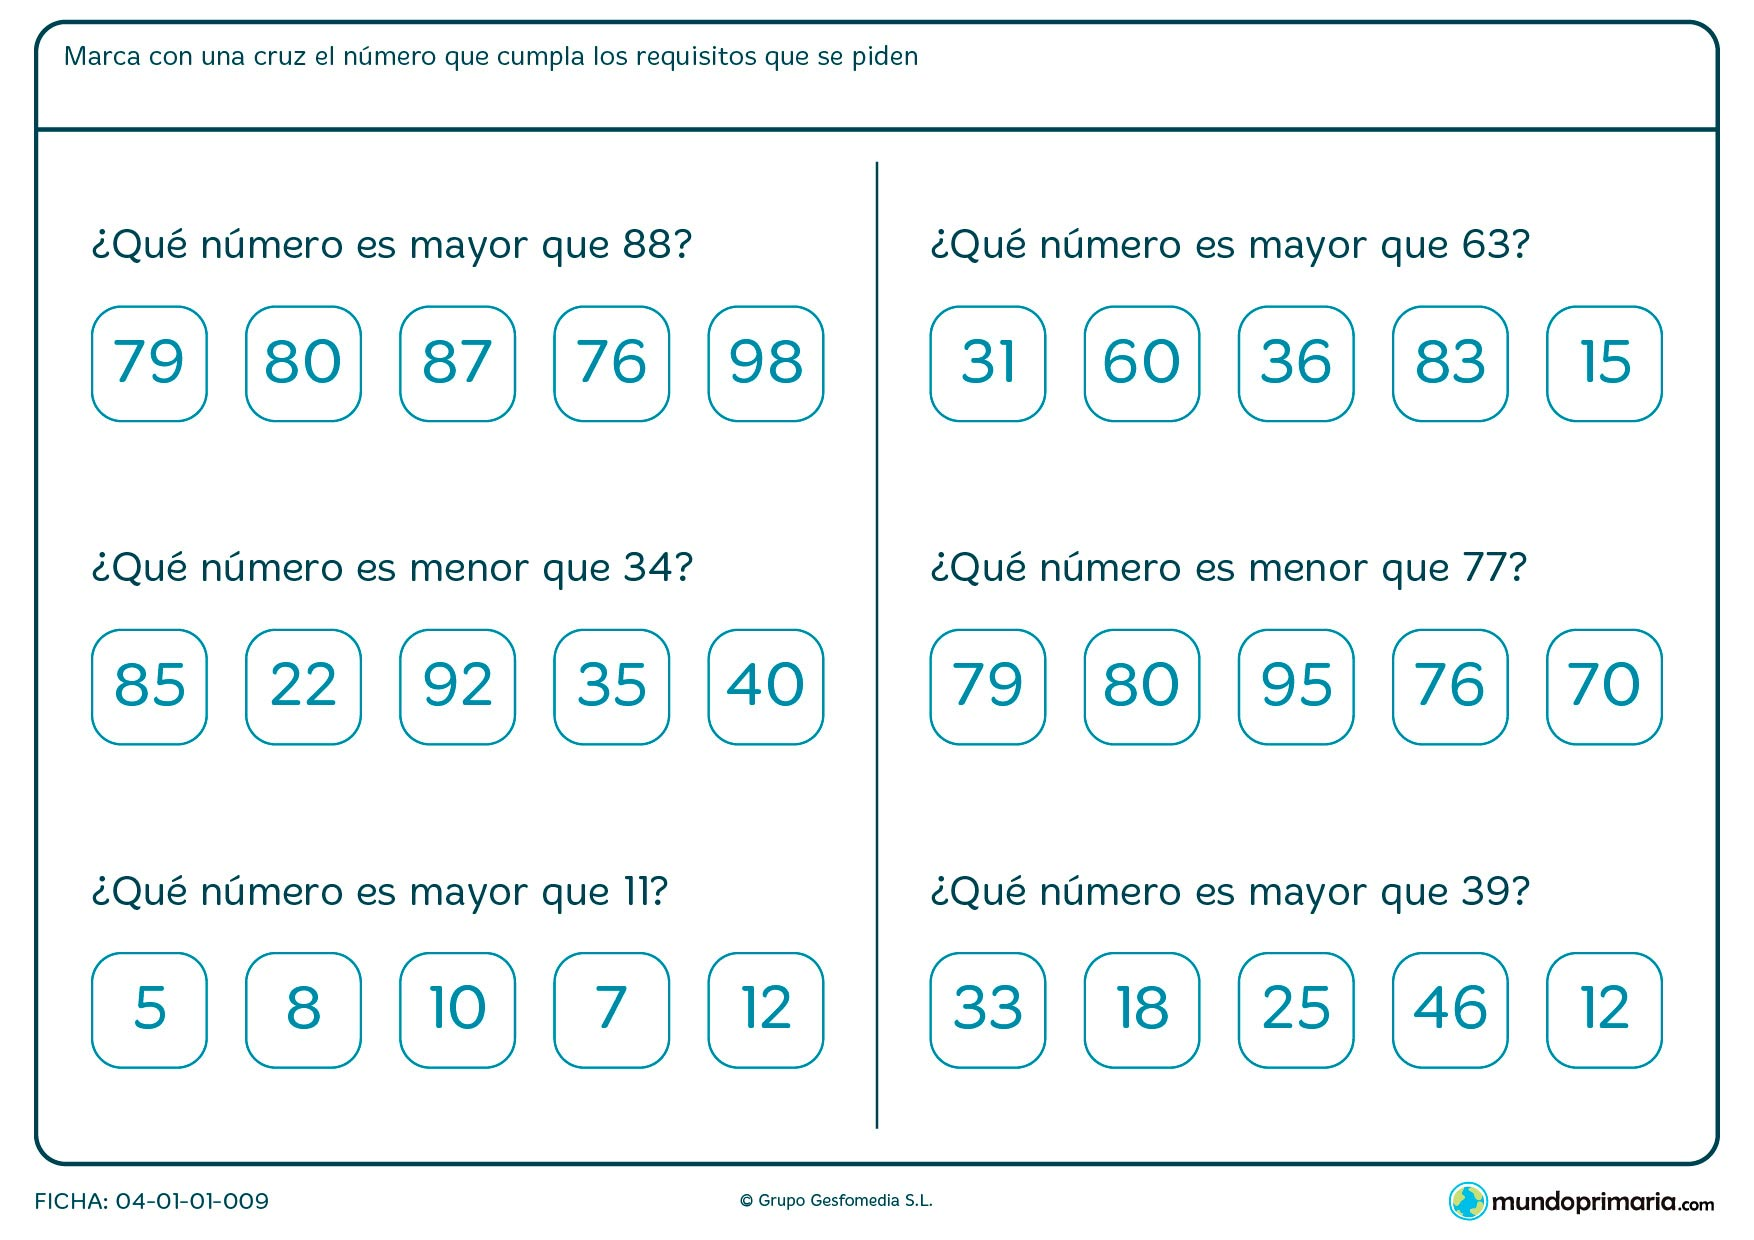 Marca con una cruz el número que cumpla los requisitos que se piden
¿Qué número es mayor que 88?
79 80 87 76 98
¿Qué número es menor que 34?
85 22 92 35 40
¿Qué número es mayor que 11?
5 8 10 7 12
¿Qué número es mayor que 63?
31 60 36 83 15
¿Qué número es menor que 77?
79 80 95 76 70
¿Qué número es mayor que 39?
33 18 25 46 12
FICHA: 04-01-01-009
© Grupo Gesfomedia S.L.
mundoprimaria.com